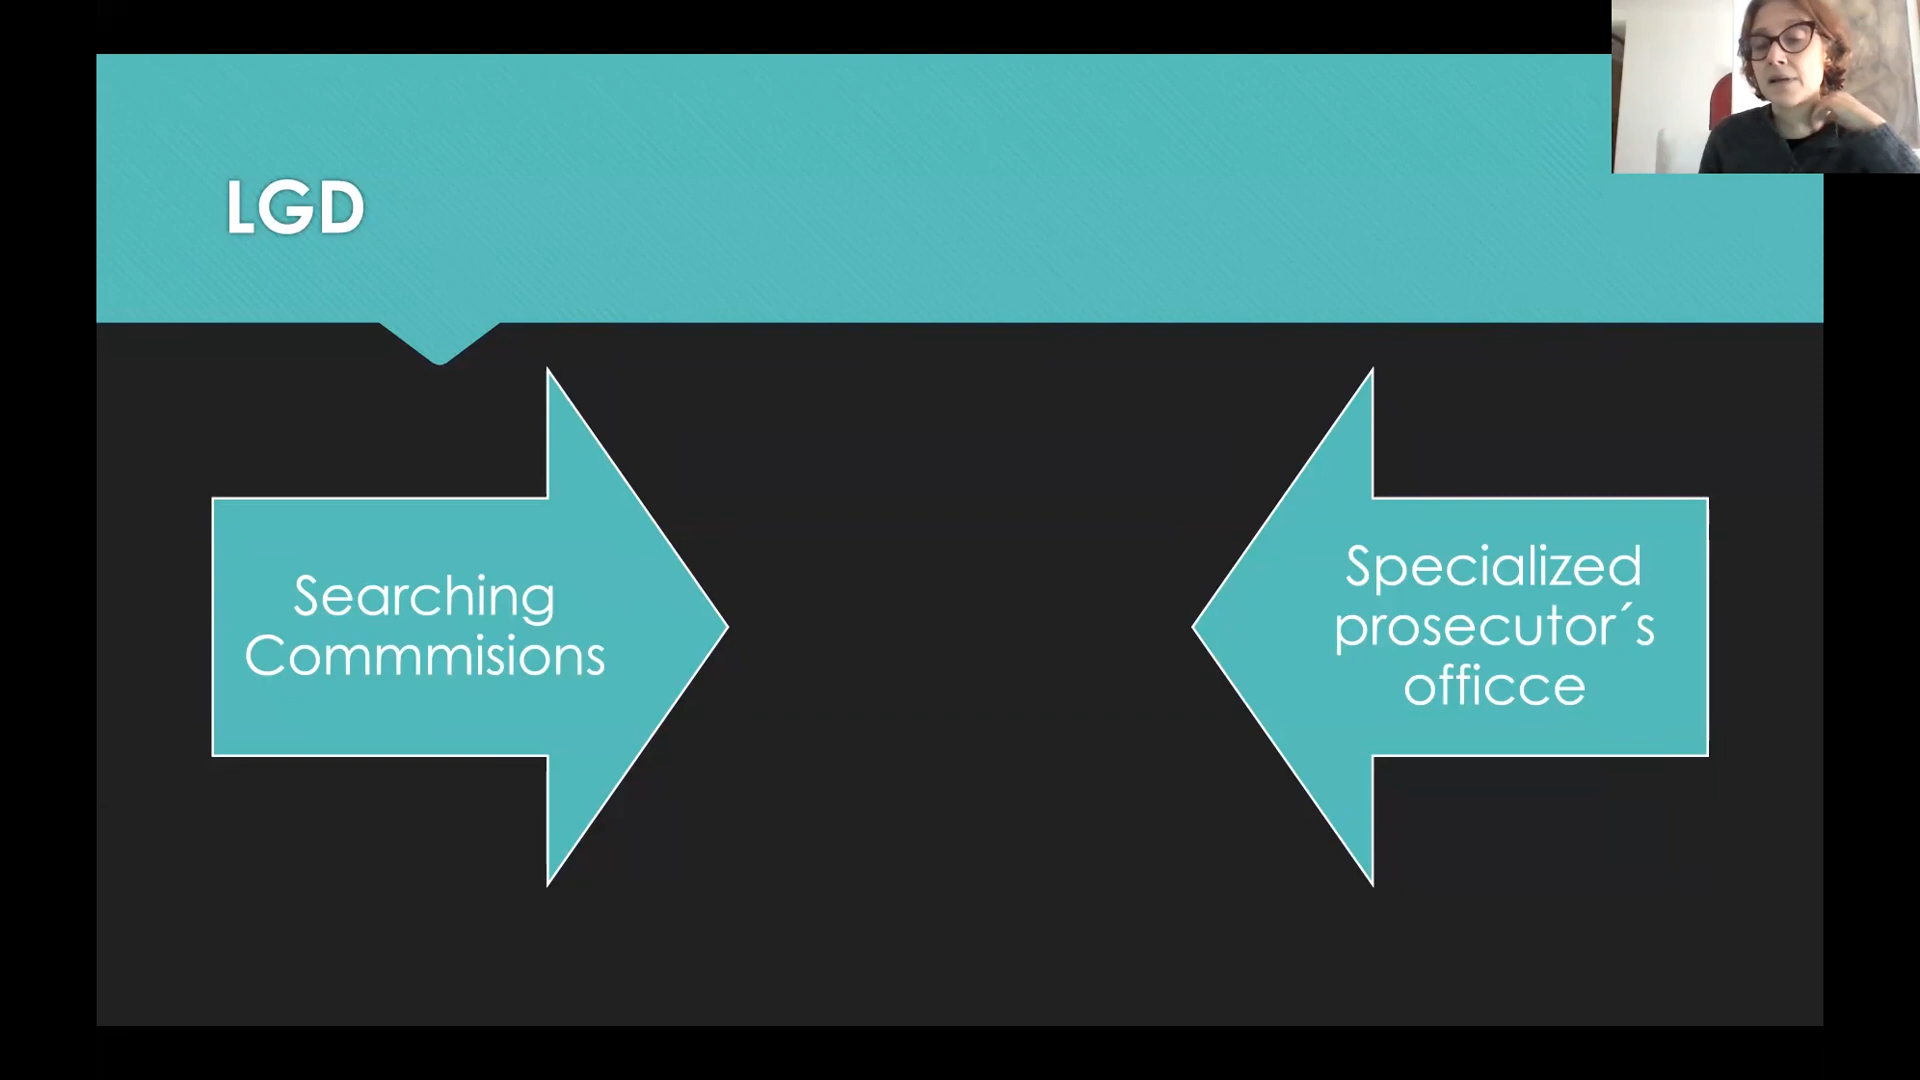 LGD
Searching
Commmisions
Specialized
prosecutor´s
officce